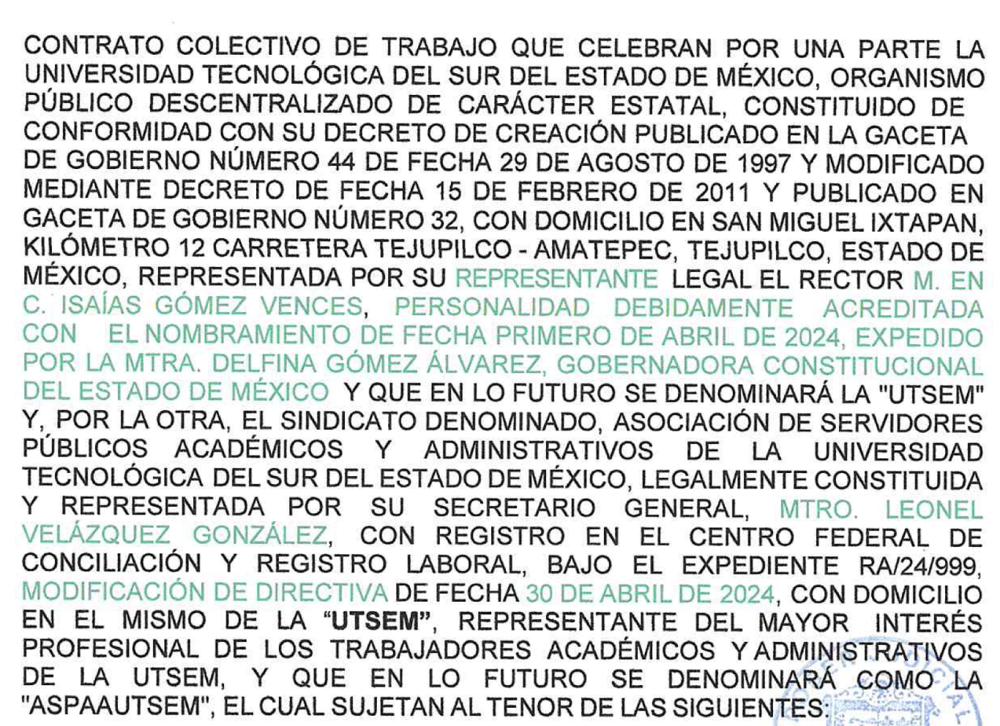 CONTRATO COLECTIVO DE TRABAJO QUE CELEBRAN POR UNA PARTE LA
UNIVERSIDAD TECNOLÓGICA DEL SUR DEL ESTADO DE MÉXICO, ORGANISMO
PÚBLICO DESCENTRALIZADO DE CARÁCTER ESTATAL, CONSTITUIDO DE
CONFORMIDAD CON SU DECRETO DE CREACIÓN PUBLICADO EN LA GACETA
DE GOBIERNO NÚMERO 44 DE FECHA 29 DE AGOSTO DE 1997 Y MODIFICADO
MEDIANTE DECRETO DE FECHA 15 DE FEBRERO DE 2011 Y PUBLICADO EN
GACETA DE GOBIERNO NÚMERO 32, CON DOMICILIO EN SAN MIGUEL IXTAPAN,
KILÓMETRO 12 CARRETERA TEJUPILCO - AMATEPEC, TEJUPILCO, ESTADO DE
MÉXICO, REPRESENTADA POR SU REPRESENTANTE LEGAL EL RECTOR M. EN
C. ISAÍAS GÓMEZ VENCES, PERSONALIDAD DEBIDAMENTE ACREDITADA
CON EL NOMBRAMIENTO DE FECHA PRIMERO DE ABRIL DE 2024, EXPEDIDO
POR LA MTRA. DELFINA GÓMEZ ÁLVAREZ, GOBERNADORA CONSTITUCIONAL
DEL ESTADO DE MÉXICO Y QUE EN LO FUTURO SE DENOMINARÁ LA "UTSEM"
Y, POR LA OTRA, EL SINDICATO DENOMINADO, ASOCIACIÓN DE SERVIDORES
PÚBLICOS ACADÉMICOS Y ADMINISTRATIVOS DE LA UNIVERSIDAD
TECNOLÓGICA DEL SUR DEL ESTADO DE MÉXICO, LEGALMENTE CONSTITUIDA
Y REPRESENTADA POR SU SECRETARIO GENERAL, MTRO. LEONEL
VELÁZQUEZ GONZÁLEZ, CON REGISTRO EN EL CENTRO FEDERAL DE
CONCILIACIÓN Y REGISTRO LABORAL, BAJO EL EXPEDIENTE RA/24/999,
MODIFICACIÓN DE DIRECTIVA DE FECHA 30 DE ABRIL DE 2024, CON DOMICILIO
EN EL MISMO DE LA “UTSEM”, REPRESENTANTE DEL MAYOR INTERÉS
PROFESIONAL DE LOS TRABAJADORES ACADÉMICOS Y ADMINISTRATIVOS
DE LA UTSEM, Y QUE EN LO FUTURO SE DENOMINARÁ COMO LA
"ASPAAUTSEM", EL CUAL SUJETAN AL TENOR DE LAS SIGUIENTES: